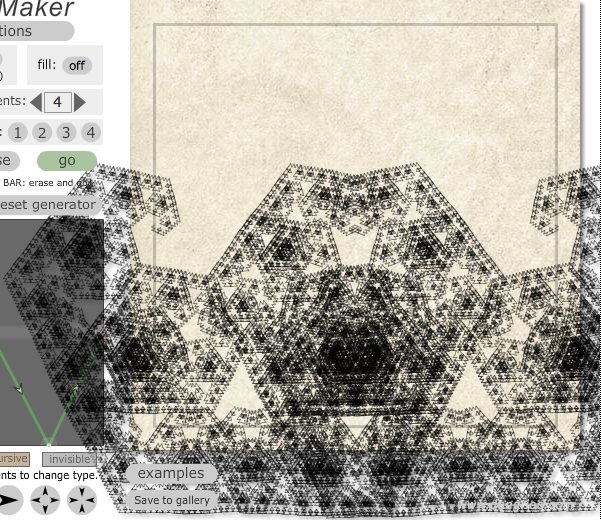 Maker
tions
fill: off
ents: 4
: 1 2 3 4
se go
BAR: erase and g
eset generator
ursive invisible
nts to change type.
examples
Save to gallery